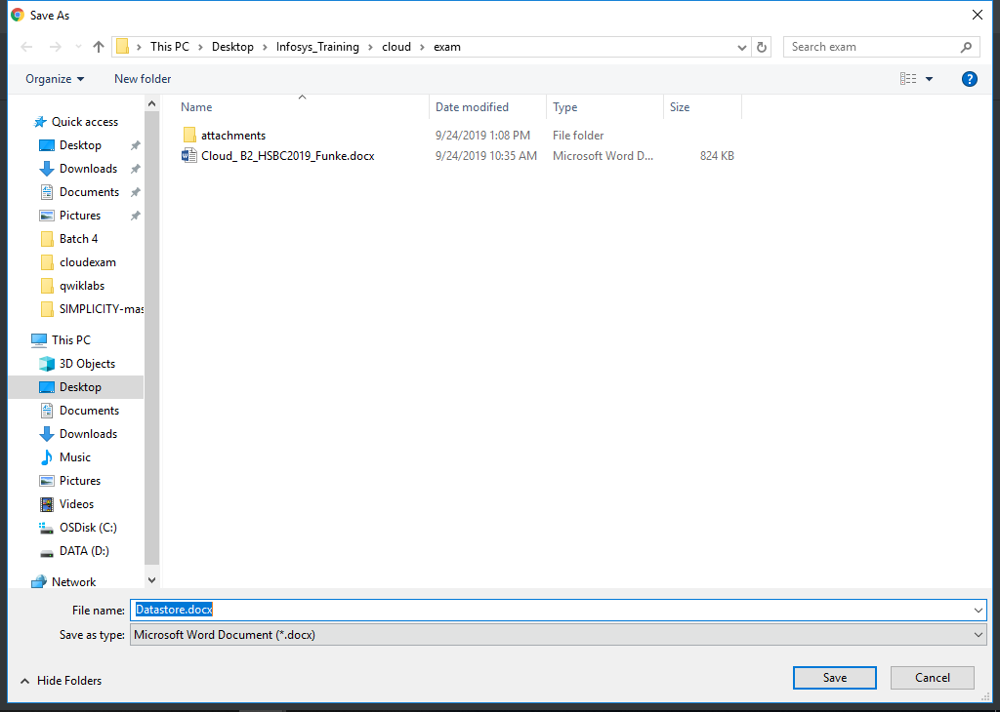 Save As
This PC > Desktop > Infosys_Training > cloud > exam
Search exam
Organize
New folder
?
Name
Date modified
Type
Size
attachments
9/24/2019 1:08 PM
File folder
Cloud_ B2_HSBC2019_Funke.docx
9/24/2019 10:35 AM
Microsoft Word D...
824 KB
Quick access
Desktop
Downloads
Documents
Pictures
Batch 4
cloudexam
qwiklabs
SIMPLICITY-mas
This PC
3D Objects
Desktop
Documents
Downloads
Music
Pictures
Videos
OSDisk (C:)
DATA (D:)
Network
File name: Datastore.docx
Save as type: Microsoft Word Document (*.docx)
Hide Folders
Save
Cancel